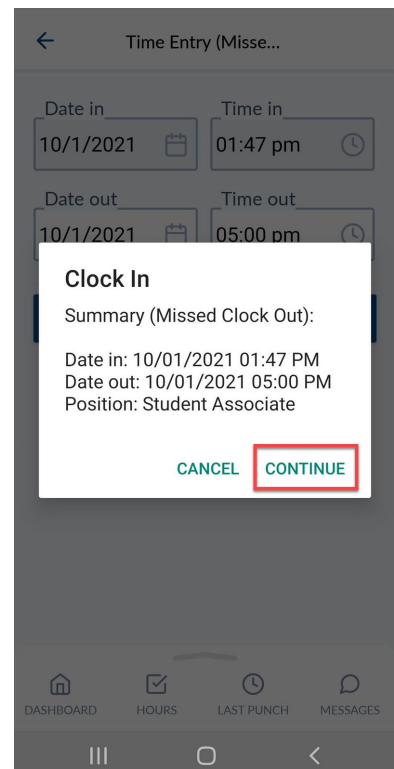 Time Entry (Misse...
Date in Time in
10/1/2021 01:47 pm
Date out Time out
10/1/2021 05:00 pm
Clock In
Summary (Missed Clock Out):
Date in: 10/01/2021 01:47 PM
Date out: 10/01/2021 05:00 PM
Position: Student Associate
CANCEL CONTINUE
DASHBOARD HOURS LAST PUNCH MESSAGES